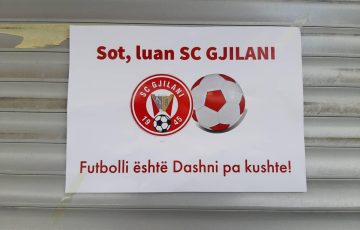 Sot, luan SC GJILANI
SC GJILANI
19 45
Futbolli është Dashni pa kushte!